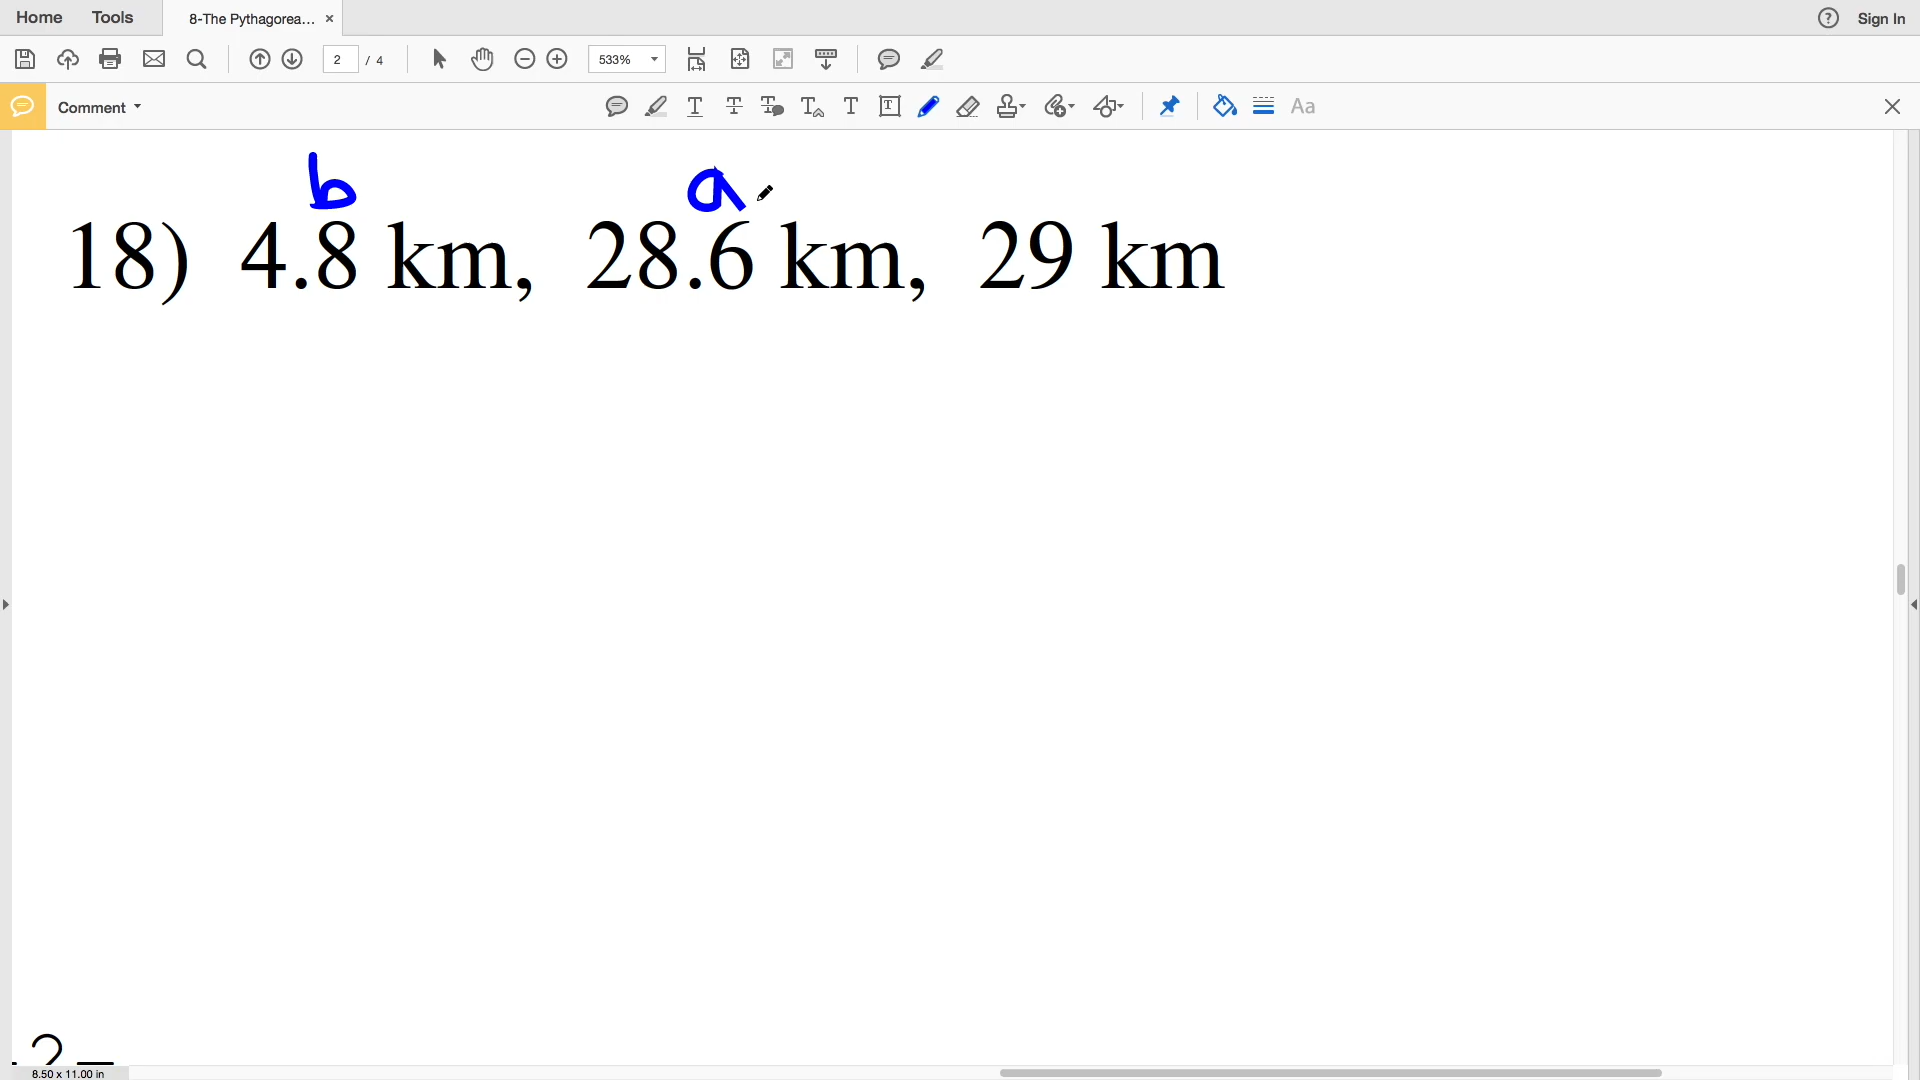 Home Tools 8-The Pythagorea... × ? Sign In
2 / 4 533%
Comment Aa
b a
18) 4.8 km, 28.6 km, 29 km
8.50 x 11.00 in